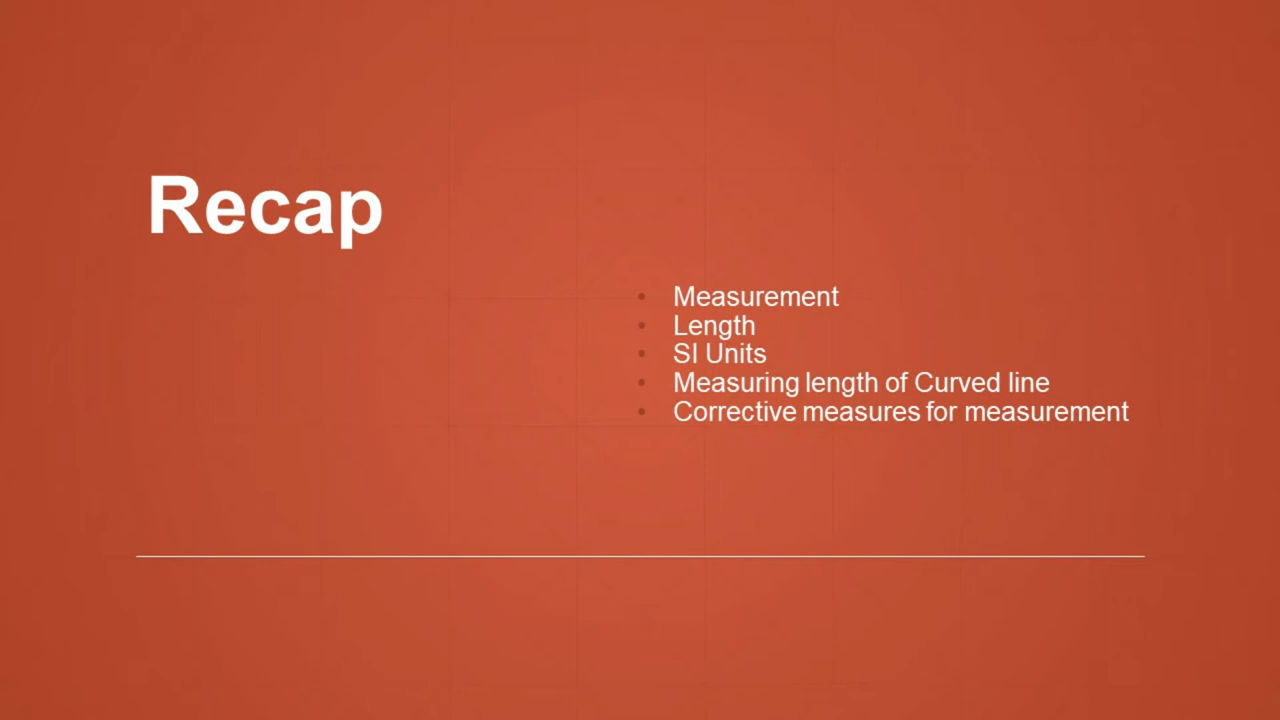 Recap
• Measurement
• Length
• SI Units
• Measuring length of Curved line
• Corrective measures for measurement